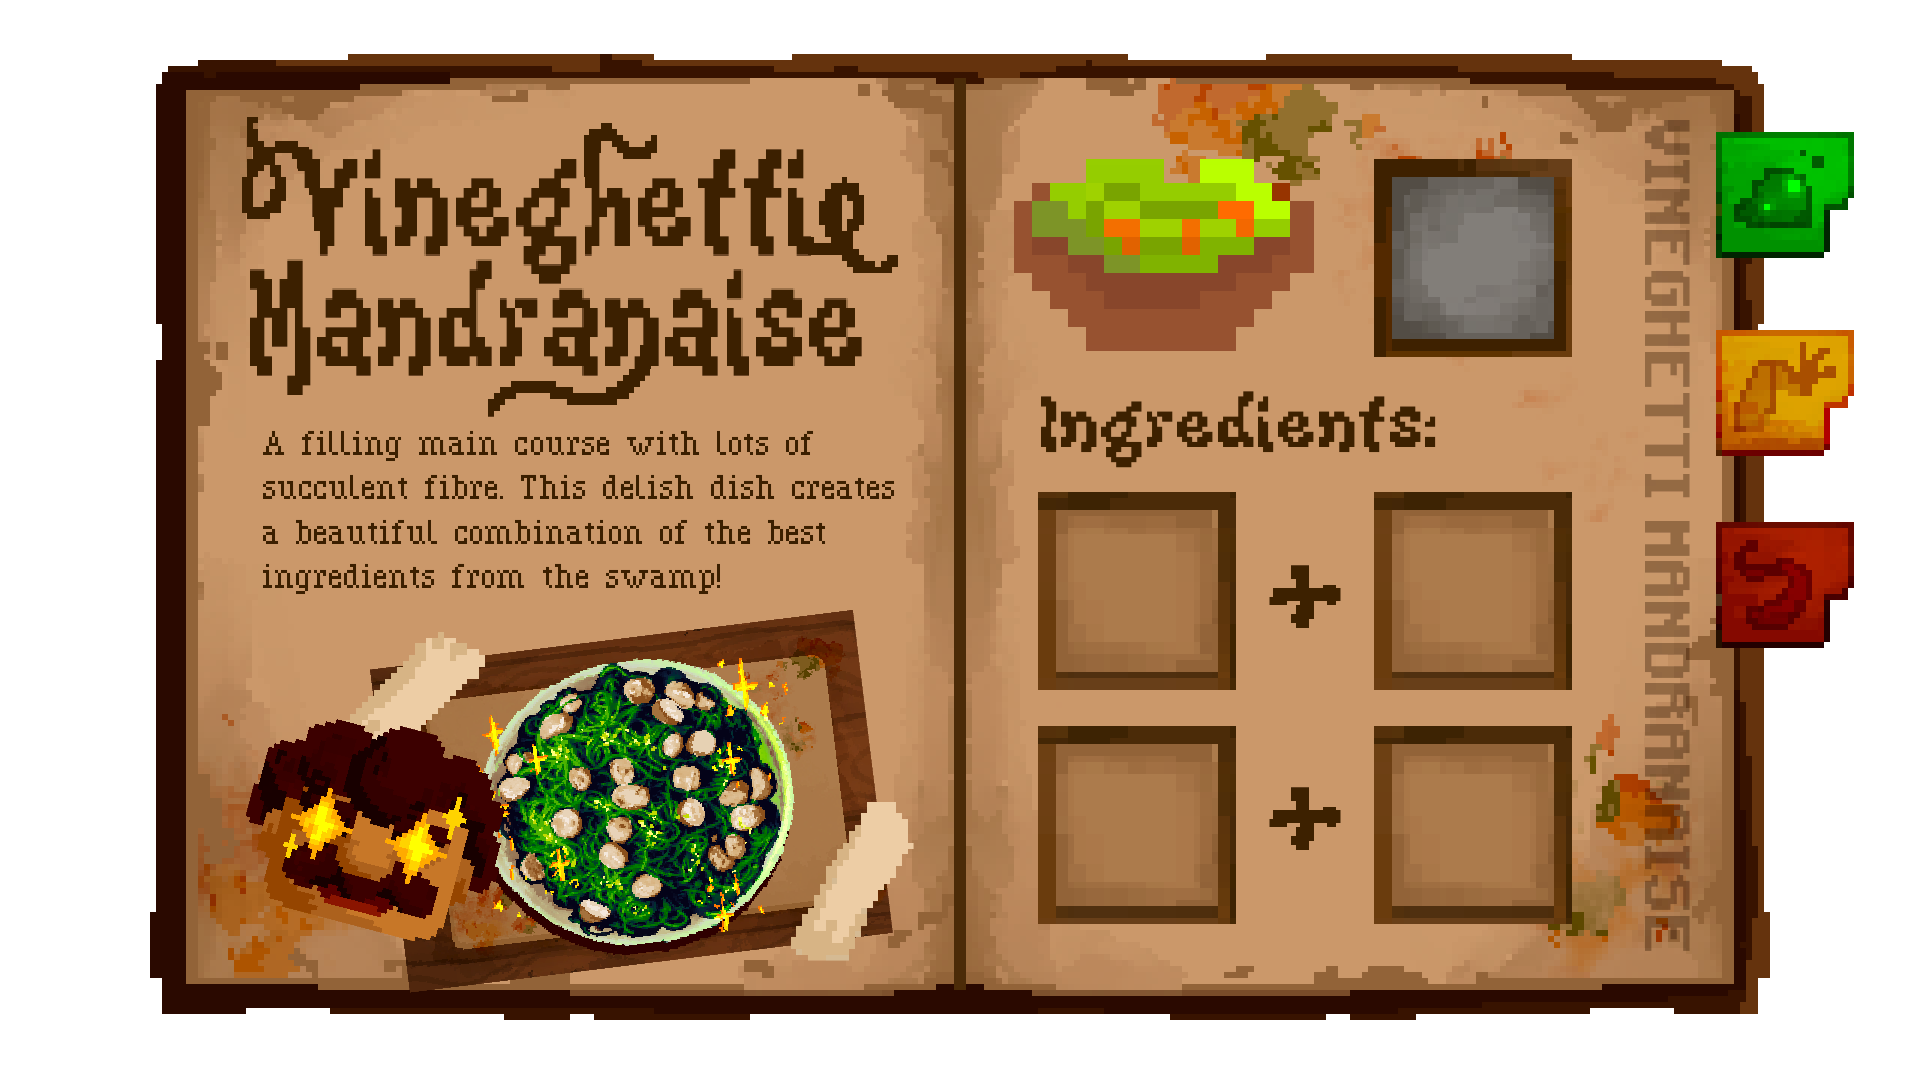 Vineghettie
Mandranaise
A filling main course with lots of
succulent fibre. This delish dish creates
a beautiful combination of the best
ingredients from the swamp!
Ingredients:
+
+
VINEGHETTI MANDRANAISE